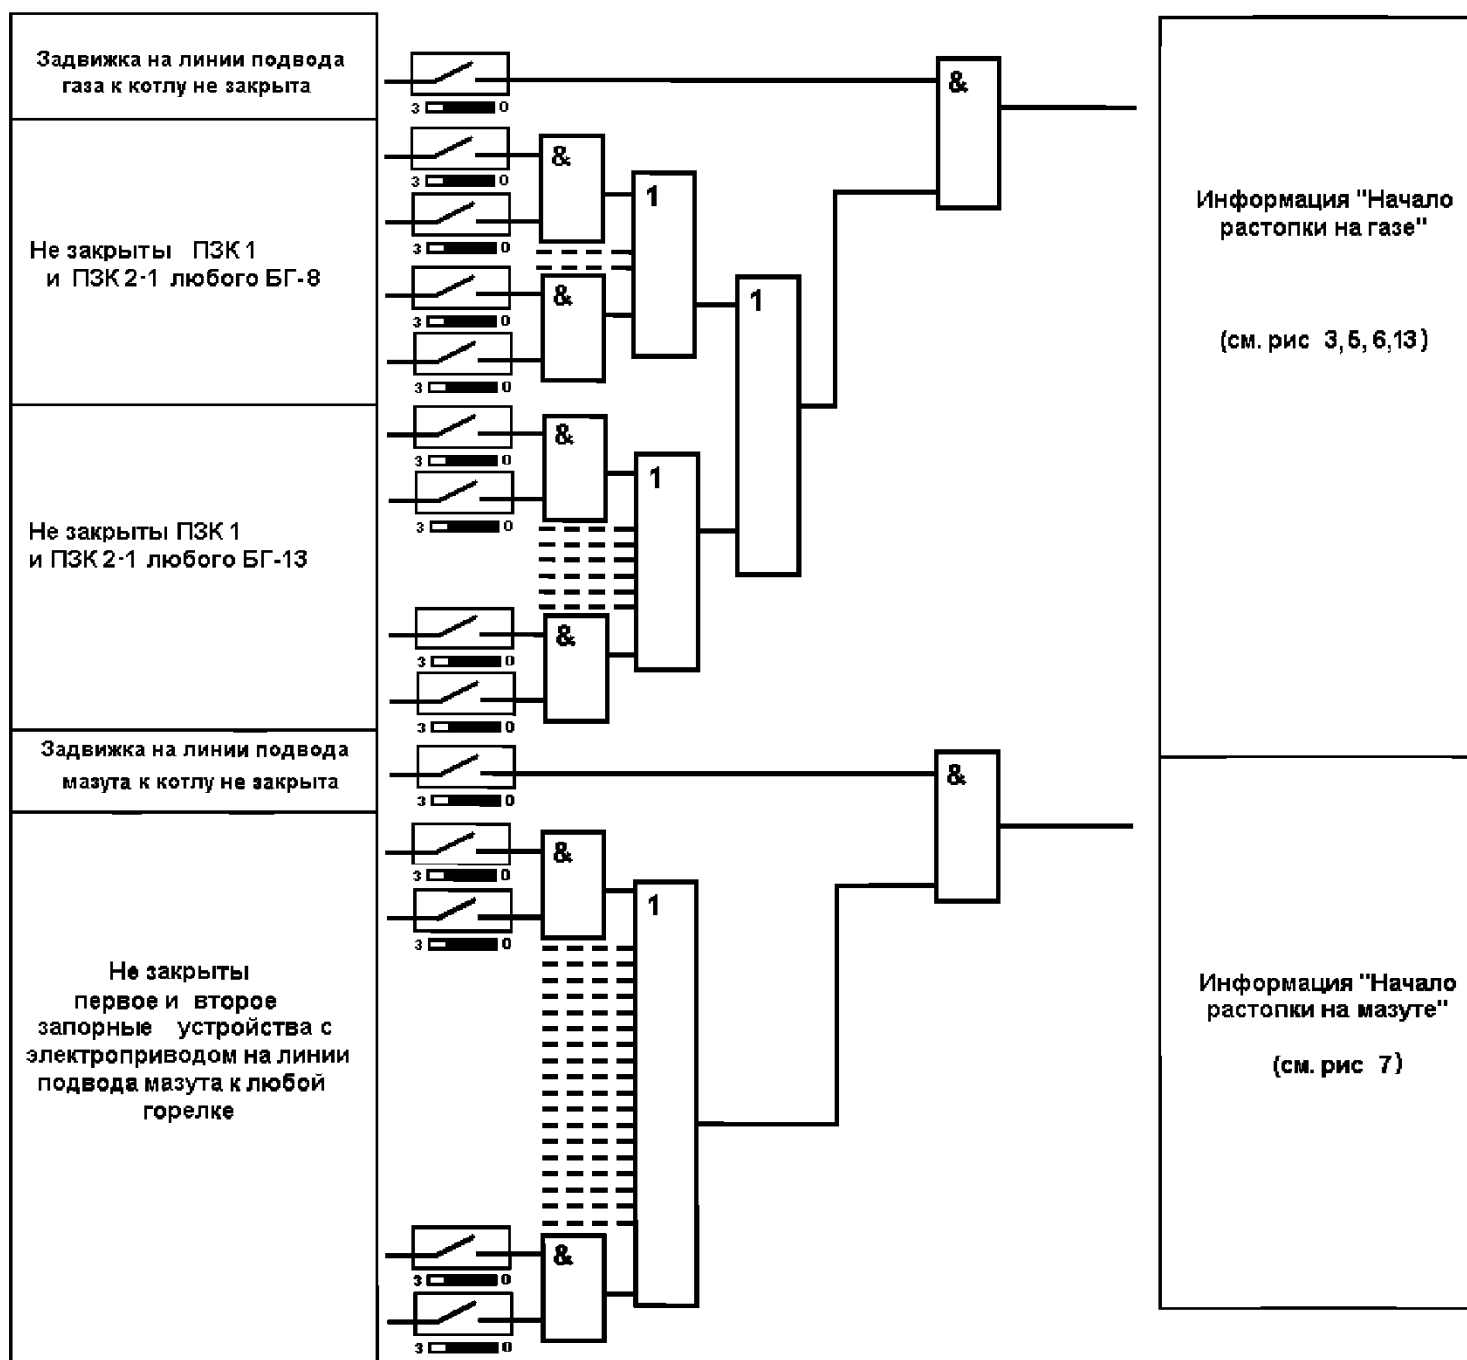 Задвижка на линии подвода
газа к котлу не закрыта
З О
& &
З О
&
1
З О
Не закрыты ПЗК 1
и ПЗК 2-1 любого БГ-8
З О
&
1
З О
З О
&
1
З О
Не закрыты ПЗК 1
и ПЗК 2-1 любого БГ-13
&
З О
З О
Информация "Начало
растопки на газе"
(см. рис 3,5,6,13)
Задвижка на линии подвода
мазута к котлу не закрыта
&
З О
&
З О
1
З О
Не закрыты
первое и второе
запорные устройства с
электроприводом на линии
подвода мазута к любой
горелке
&
З О
З О
Информация "Начало
растопки на мазуте"
(см. рис 7)